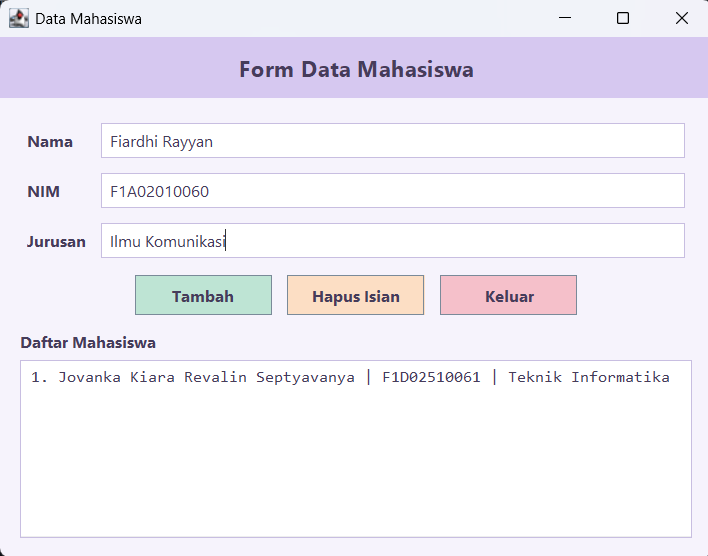 Data Mahasiswa
Form Data Mahasiswa
Nama Fiardhi Rayyan
NIM F1A02010060
Jurusan Ilmu Komunikasi
Tambah Hapus Isian Keluar
Daftar Mahasiswa
1. Jovanka Kiara Revalin Septyavanya | F1D02510061 | Teknik Informatika